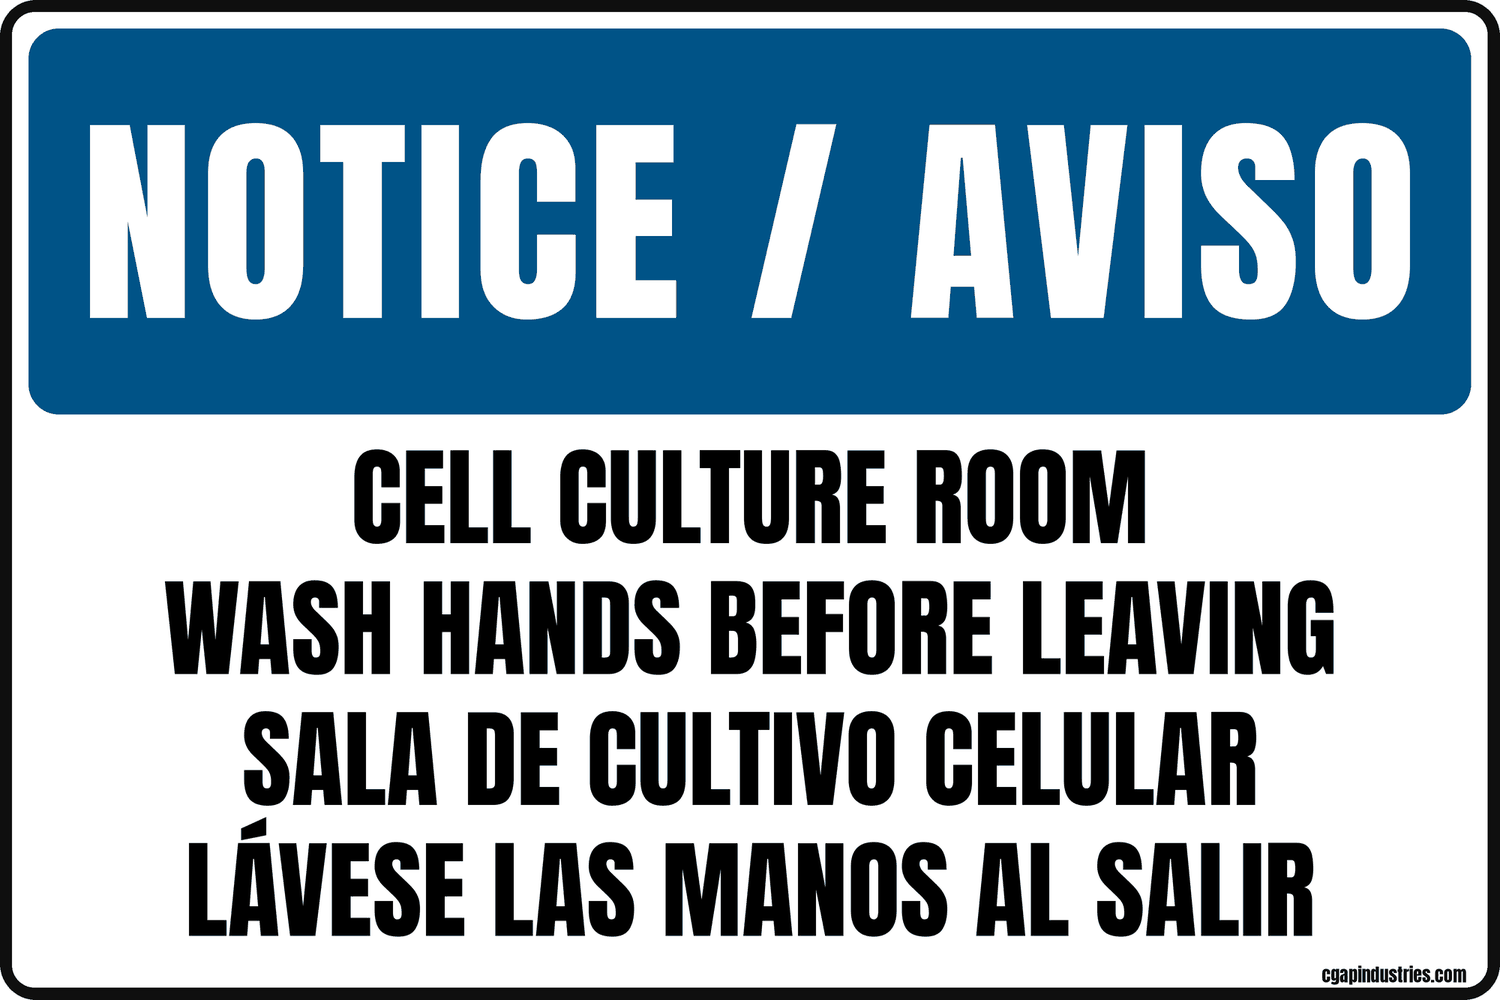 NOTICE / AVISO
CELL CULTURE ROOM
WASH HANDS BEFORE LEAVING
SALA DE CULTIVO CELULAR
LÁVESE LAS MANOS AL SALIR
cgapindustries.com